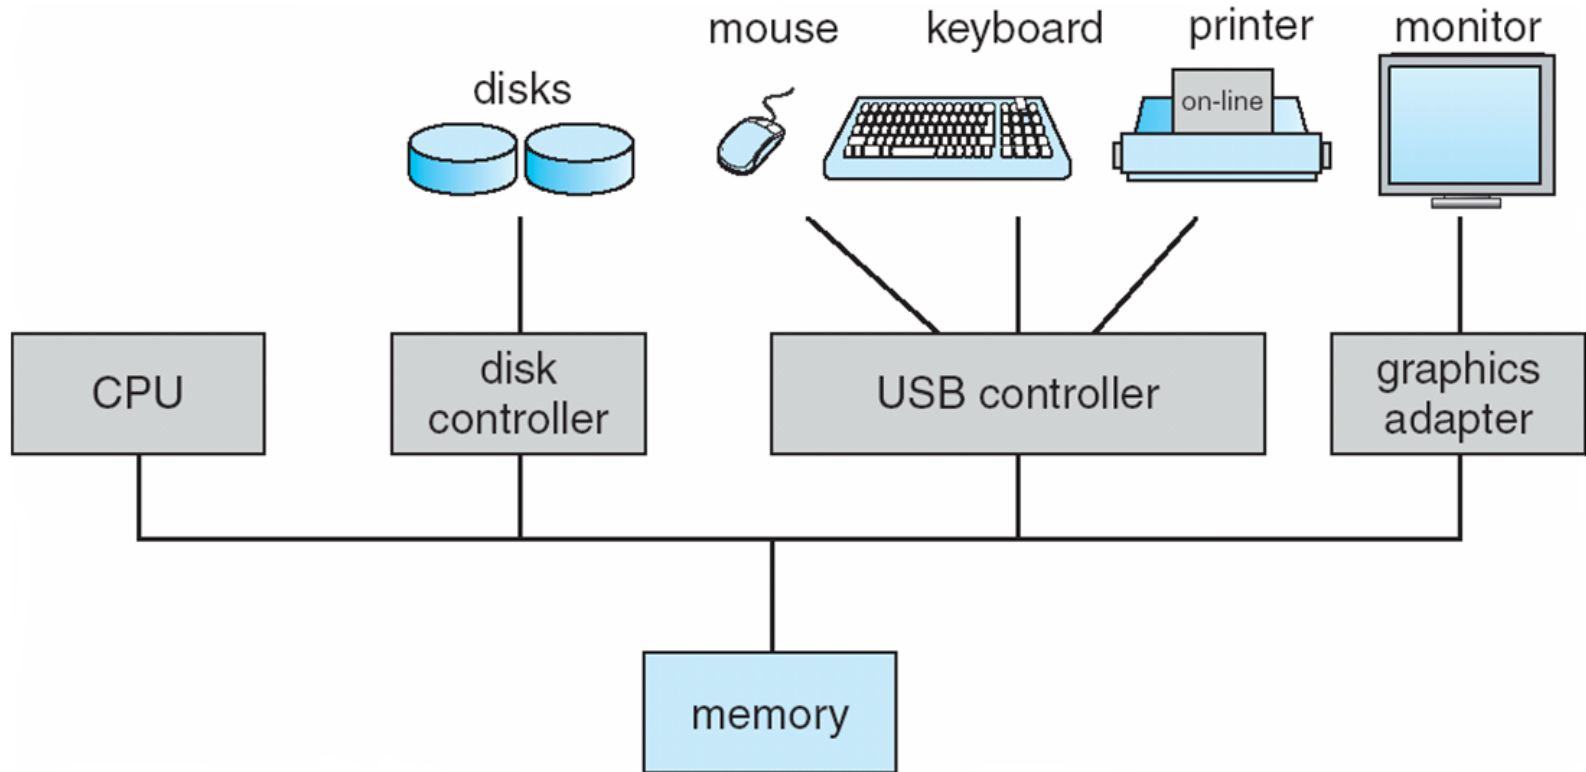 mouse
keyboard
printer
monitor
disks
on-line
CPU
disk
controller
USB controller
graphics
adapter
memory